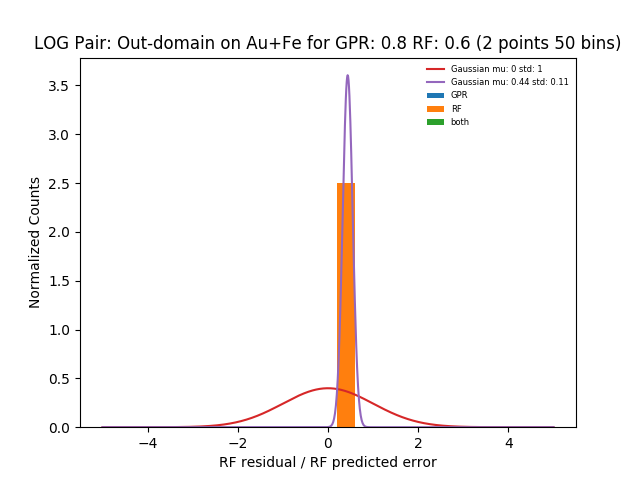 LOG Pair: Out-domain on Au+Fe for GPR: 0.8 RF: 0.6 (2 points 50 bins)
Gaussian mu: 0 std: 1
Gaussian mu: 0.44 std: 0.11
GPR
RF
both
Normalized Counts
3.5
3.0
2.5
2.0
1.5
1.0
0.5
0.0
−4 −2 0 2 4
RF residual / RF predicted error